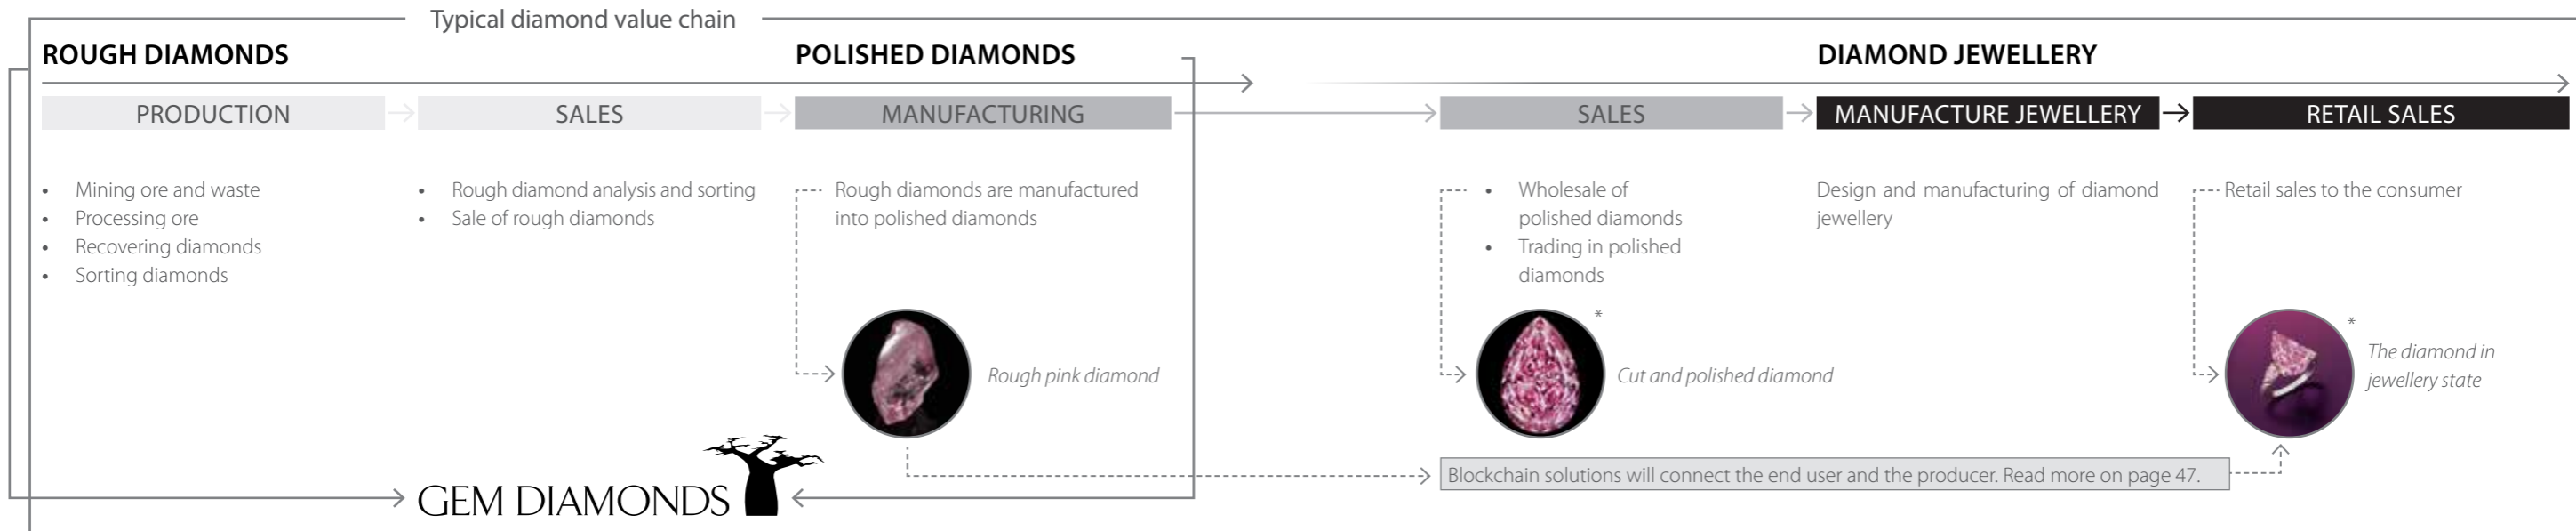 Typical diamond value chain
ROUGH DIAMONDS
POLISHED DIAMONDS
DIAMOND JEWELLERY
PRODUCTION
SALES
MANUFACTURING
SALES
MANUFACTURE JEWELLERY
RETAIL SALES
• Mining ore and waste
• Processing ore
• Recovering diamonds
• Sorting diamonds
• Rough diamond analysis and sorting
• Sale of rough diamonds
Rough diamonds are manufactured
into polished diamonds
• Wholesale of
polished diamonds
• Trading in polished
diamonds
Design and manufacturing of diamond
jewellery
Retail sales to the consumer
Rough pink diamond
*
Cut and polished diamond
*
The diamond in
jewellery state
GEM DIAMONDS
Blockchain solutions will connect the end user and the producer. Read more on page 47.